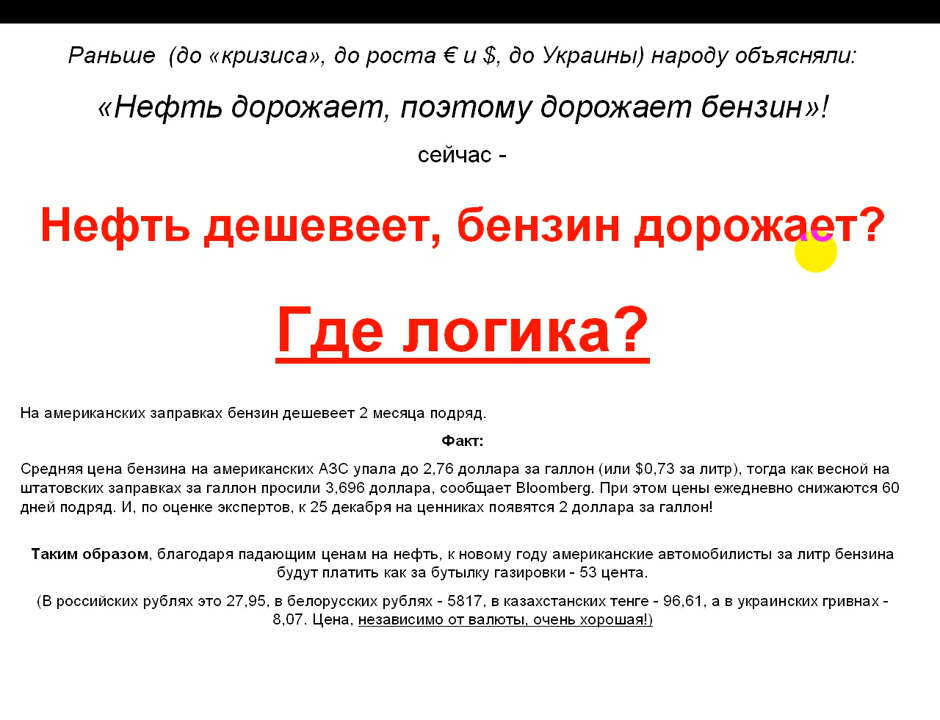 Раньше (до «кризиса», до роста € и $, до Украины) народу объясняли:
«Нефть дорожает, поэтому дорожает бензин»!
сейчас -
Нефть дешевеет, бензин дорожает?
Где логика?
На американских заправках бензин дешевеет 2 месяца подряд.
Факт:
Средняя цена бензина на американских АЗС упала до 2,76 доллара за галлон (или $0,73 за литр), тогда как весной на
штатовских заправках за галлон просили 3,696 доллара, сообщает Bloomberg. При этом цены ежедневно снижаются 60
дней подряд. И, по оценке экспертов, к 25 декабря на ценниках появятся 2 доллара за галлон!
Таким образом, благодаря падающим ценам на нефть, к новому году американские автомобилисты за литр бензина
будут платить как за бутылку газировки - 53 цента.
(В российских рублях это 27,95, в белорусских рублях - 5817, в казахстанских тенге - 96,61, а в украинских гривнах -
8,07. Цена, независимо от валюты, очень хорошая!)